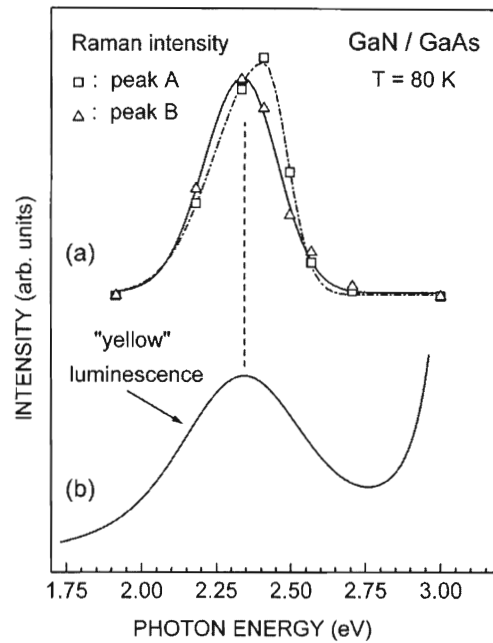 Raman intensity
□ : peak A
△ : peak B
GaN / GaAs
T = 80 K
(a)
"yellow"
luminescence
(b)
INTENSITY (arb. units)
1.75 2.00 2.25 2.50 2.75 3.00
PHOTON ENERGY (eV)